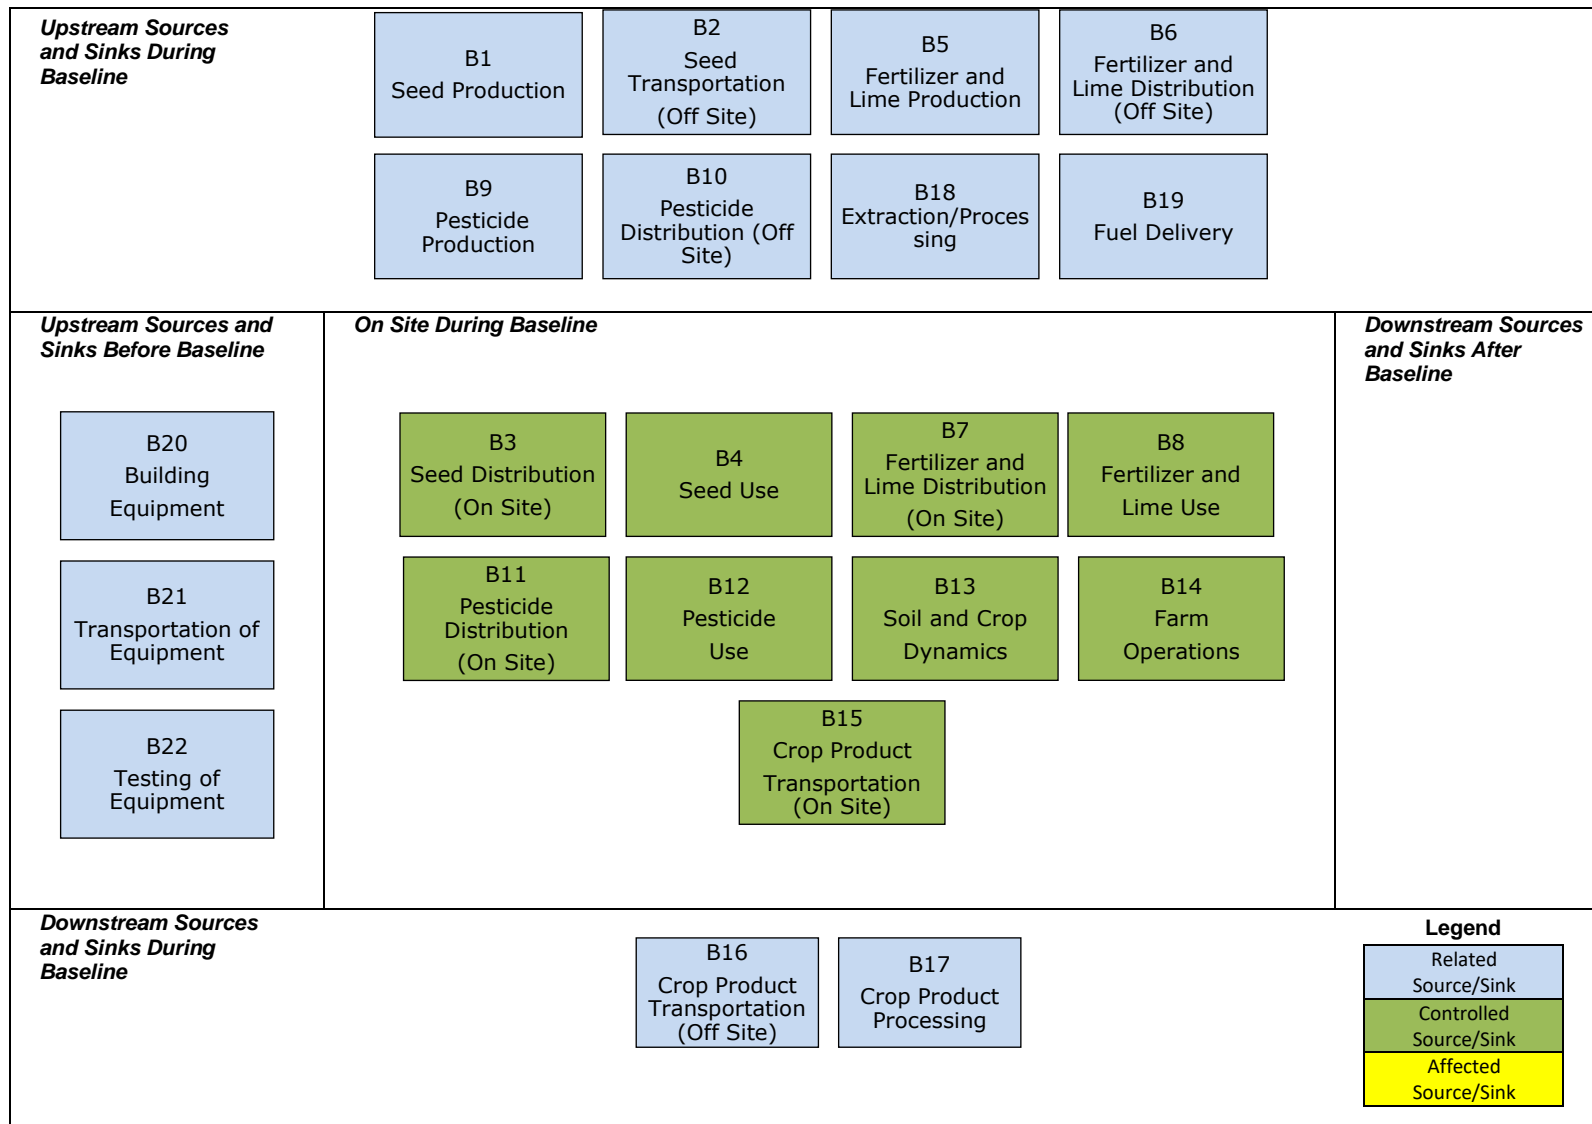 Upstream Sources
and Sinks During
Baseline
B1
Seed Production
B2
Seed
Transportation
(Off Site)
B5
Fertilizer and
Lime Production
B6
Fertilizer and
Lime Distribution
(Off Site)
B9
Pesticide
Production
B10
Pesticide
Distribution (Off
Site)
B18
Extraction/Proces
sing
B19
Fuel Delivery
Upstream Sources and
Sinks Before Baseline
On Site During Baseline
Downstream Sources
and Sinks After
Baseline
B20
Building
Equipment
B21
Transportation of
Equipment
B22
Testing of
Equipment
B3
Seed Distribution
(On Site)
B4
Seed Use
B7
Fertilizer and
Lime Distribution
(On Site)
B8
Fertilizer and
Lime Use
B11
Pesticide
Distribution
(On Site)
B12
Pesticide
Use
B13
Soil and Crop
Dynamics
B14
Farm
Operations
B15
Crop Product
Transportation
(On Site)
Downstream Sources
and Sinks During
Baseline
B16
Crop Product
Transportation
(Off Site)
B17
Crop Product
Processing
Legend
Related
Source/Sink
Controlled
Source/Sink
Affected
Source/Sink